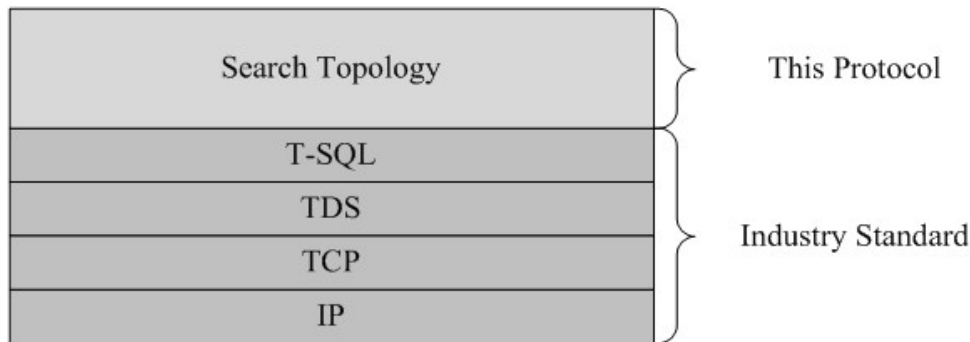 Search Topology
This Protocol
T-SQL
TDS
TCP
IP
Industry Standard